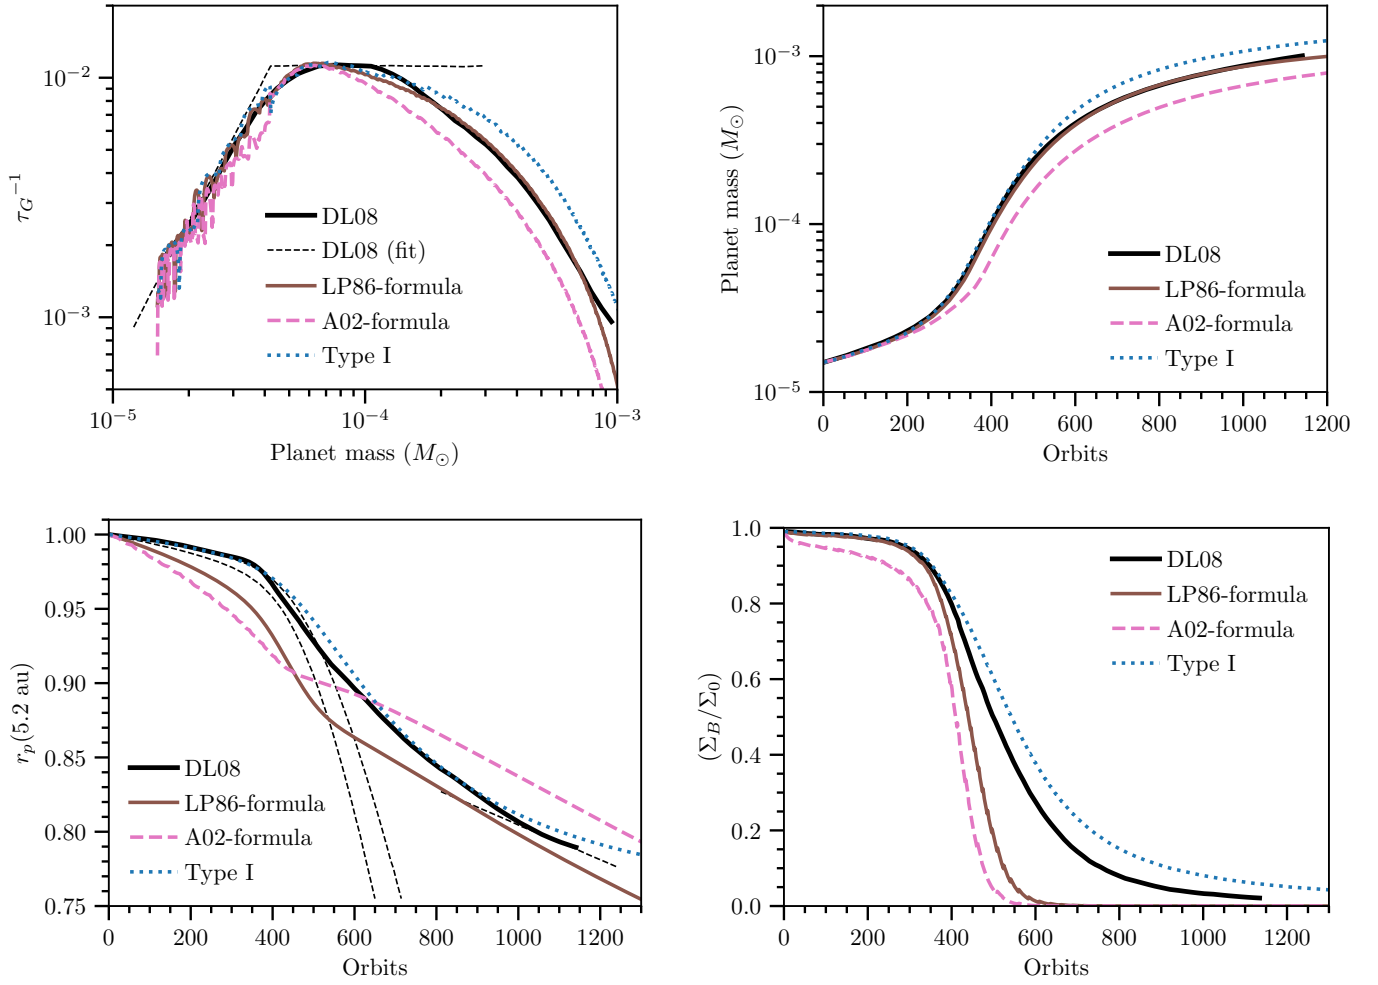 10⁻²
10⁻³
τ_G⁻¹
DL08
DL08 (fit)
LP86-formula
A02-formula
Type I
10⁻⁵
10⁻⁴
10⁻³
Planet mass (M☉)
10⁻³
10⁻⁴
10⁻⁵
Planet mass (M☉)
DL08
LP86-formula
A02-formula
Type I
0 200 400 600 800 1000 1200
Orbits
1.00
0.95
0.90
0.85
0.80
0.75
r_p(5.2 au)
DL08
LP86-formula
A02-formula
Type I
0 200 400 600 800 1000 1200
Orbits
1.0
0.8
0.6
0.4
0.2
0.0
(Σ_B/Σ_0)
DL08
LP86-formula
A02-formula
Type I
0 200 400 600 800 1000 1200
Orbits